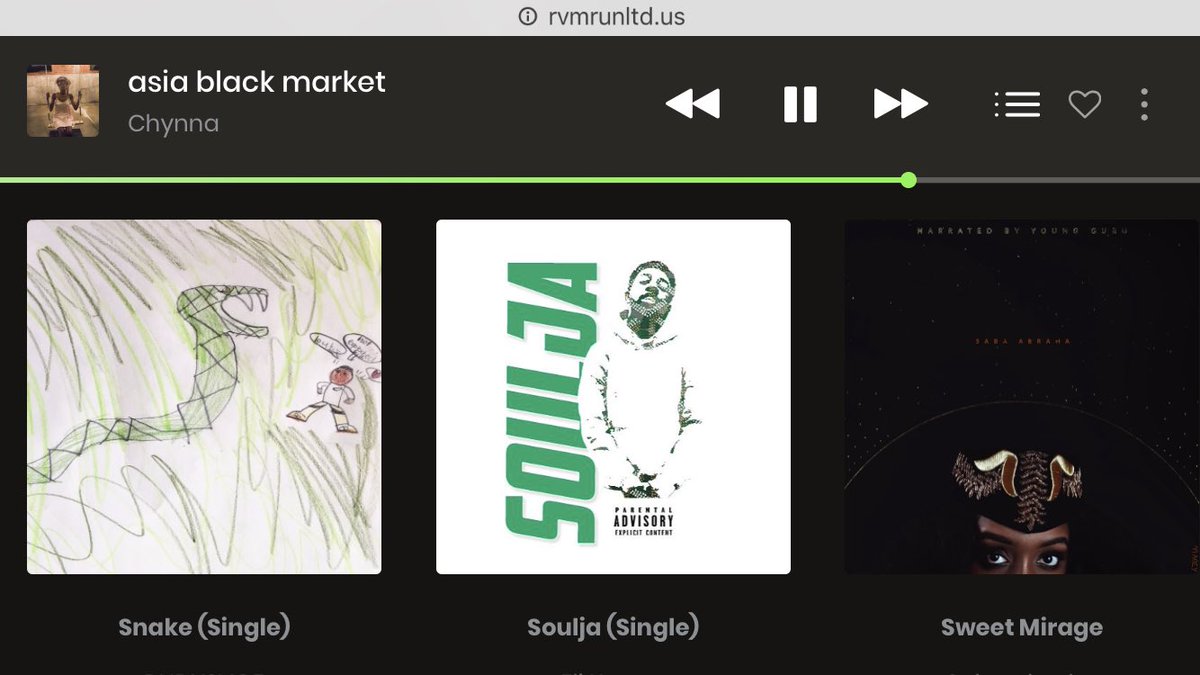 rvmrunltd.us
asia black market
Chynna
NARRATED BY YOUNG GURU
SABA ABRAHA
SOULJA
PARENTAL
ADVISORY
EXPLICIT CONTENT
Snake (Single)
Soulja (Single)
Sweet Mirage